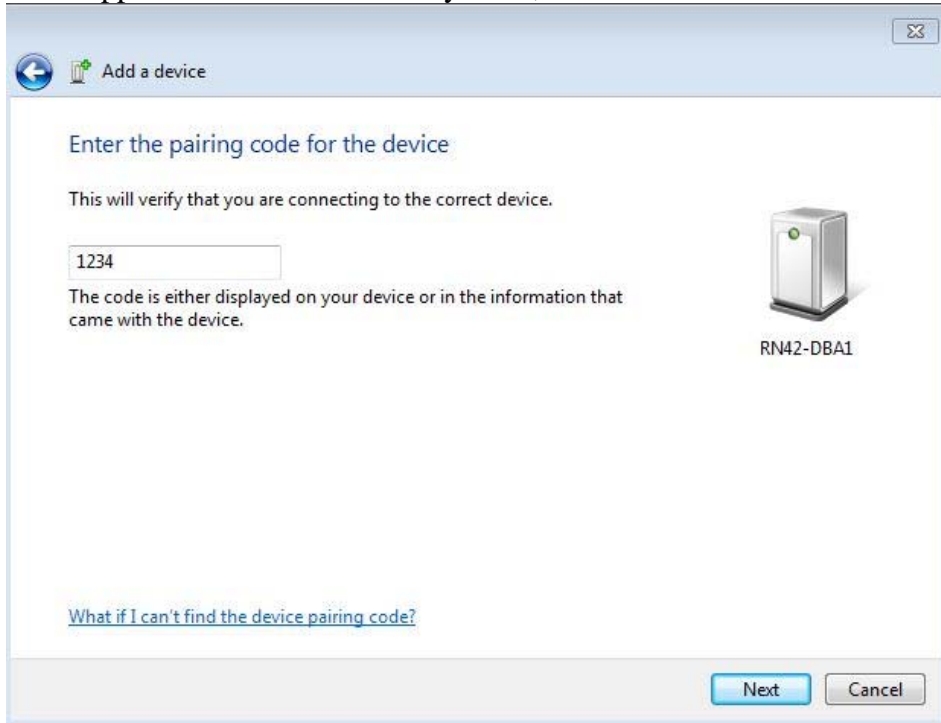 Add a device
Enter the pairing code for the device
This will verify that you are connecting to the correct device.
1234
The code is either displayed on your device or in the information that
came with the device.
RN42-DBA1
What if I can't find the device pairing code?
Next
Cancel